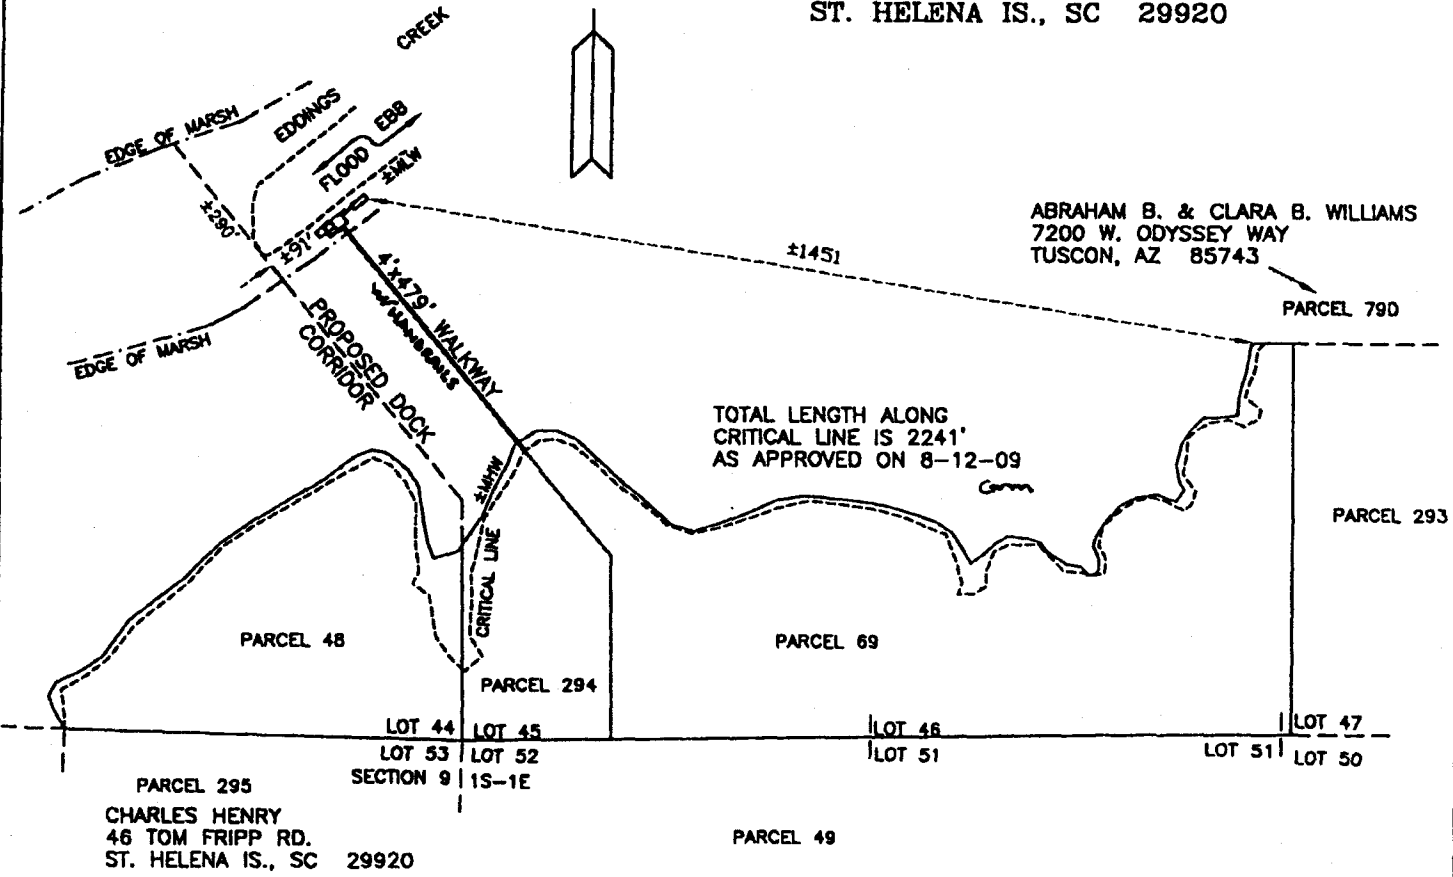 ST. HELENA IS., SC 29920
CREEK
EDDINGS
EDGE OF MARSH
EBB
FLOOD
±MLW
±290'
±91'
4'x479' WALKWAY
w/HANDRAILS
PROPOSED DOCK
CORRIDOR
EDGE OF MARSH
±1451
ABRAHAM B. & CLARA B. WILLIAMS
7200 W. ODYSSEY WAY
TUSCON, AZ 85743
PARCEL 790
TOTAL LENGTH ALONG
CRITICAL LINE IS 2241'
AS APPROVED ON 8-12-09
±MHW
CRITICAL LINE
PARCEL 293
PARCEL 48
PARCEL 69
PARCEL 294
LOT 44
LOT 45
LOT 46
LOT 47
LOT 53
LOT 52
LOT 51
LOT 51
LOT 50
SECTION 9
1S-1E
PARCEL 295
CHARLES HENRY
46 TOM FRIPP RD.
ST. HELENA IS., SC 29920
PARCEL 49